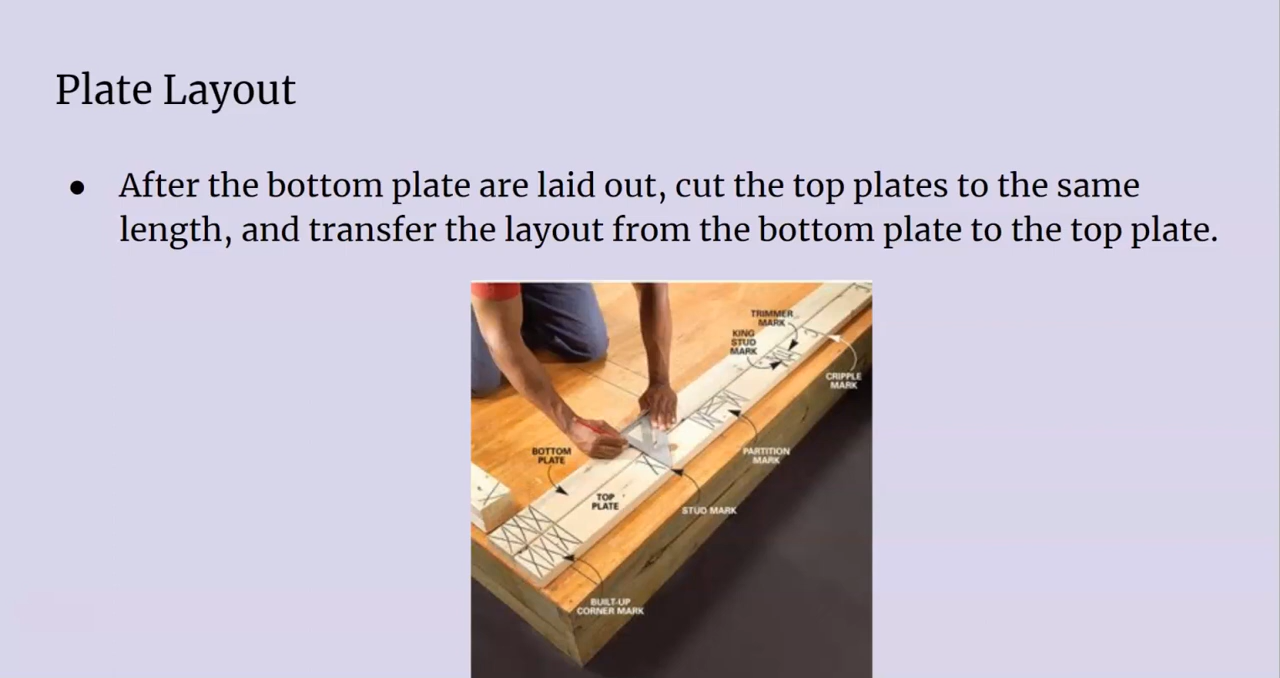 Plate Layout
● After the bottom plate are laid out, cut the top plates to the same
length, and transfer the layout from the bottom plate to the top plate.
TRIMMER
MARK
KING
STUD
MARK
CRIPPLE
MARK
BOTTOM
PLATE
PARTITION
MARK
TOP
PLATE
STUD MARK
BUILT-UP
CORNER MARK